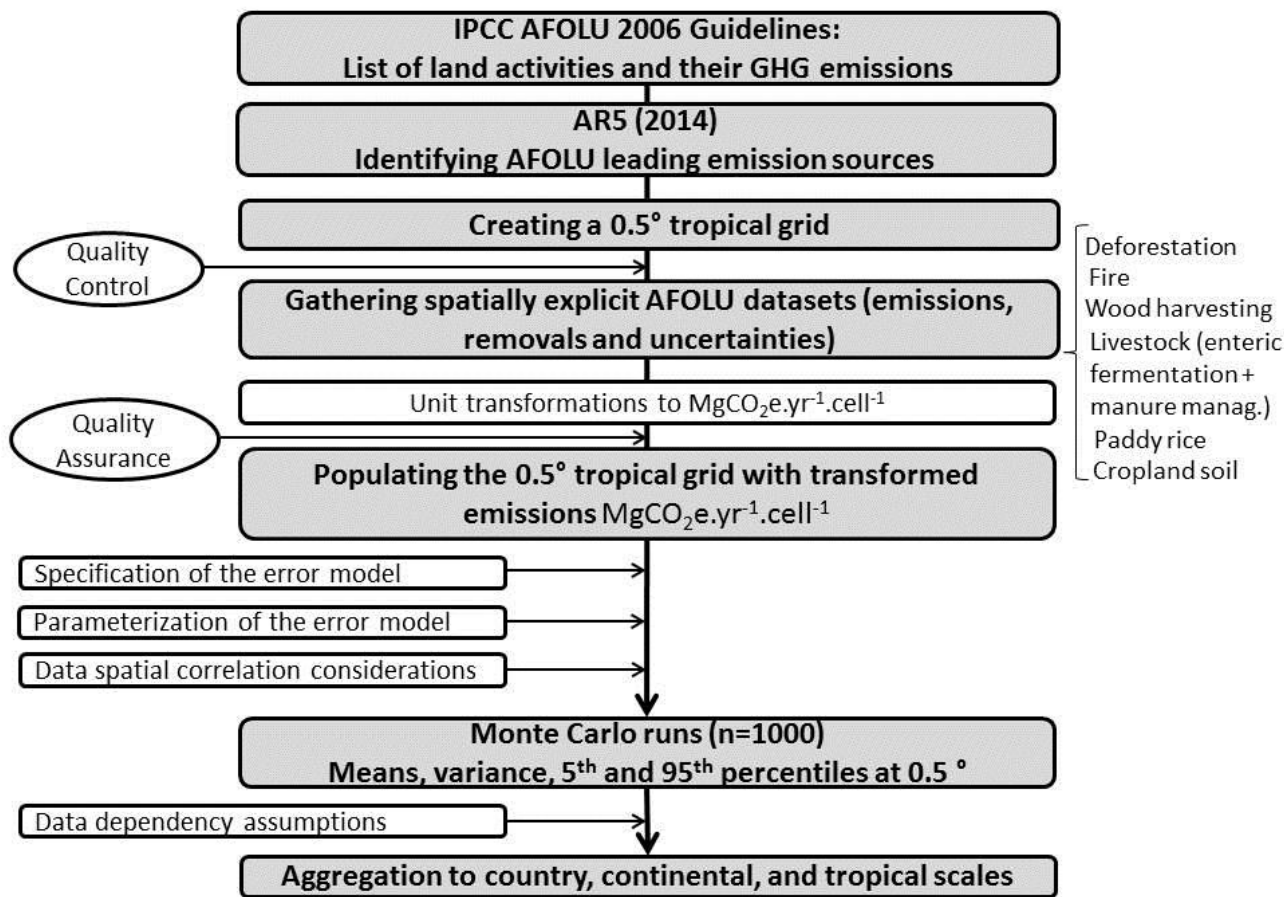 IPCC AFOLU 2006 Guidelines:
List of land activities and their GHG emissions
AR5 (2014)
Identifying AFOLU leading emission sources
Creating a 0.5° tropical grid
Quality
Control
Gathering spatially explicit AFOLU datasets (emissions,
removals and uncertainties)
Deforestation
Fire
Wood harvesting
Livestock (enteric
fermentation +
manure manag.)
Paddy rice
Cropland soil
Unit transformations to MgCO₂e.yr⁻¹.cell⁻¹
Quality
Assurance
Populating the 0.5° tropical grid with transformed
emissions MgCO₂e.yr⁻¹.cell⁻¹
Specification of the error model
Parameterization of the error model
Data spatial correlation considerations
Monte Carlo runs (n=1000)
Means, variance, 5th and 95th percentiles at 0.5 °
Data dependency assumptions
Aggregation to country, continental, and tropical scales